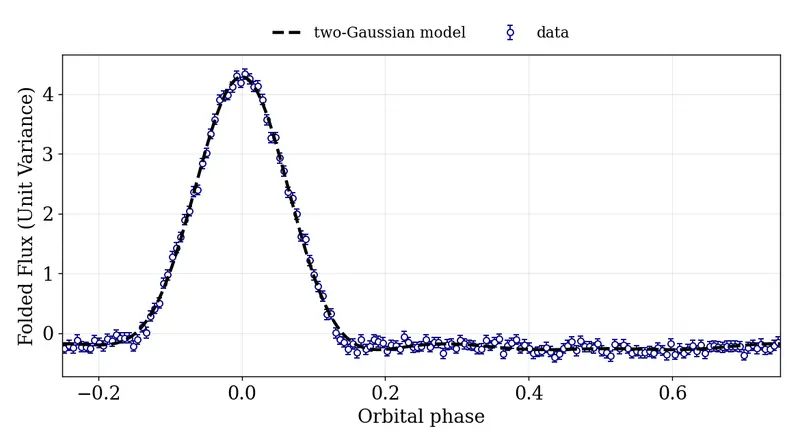 two-Gaussian model
data
Folded Flux (Unit Variance)
4
3
2
1
0
−0.2
0.0
0.2
0.4
0.6
Orbital phase